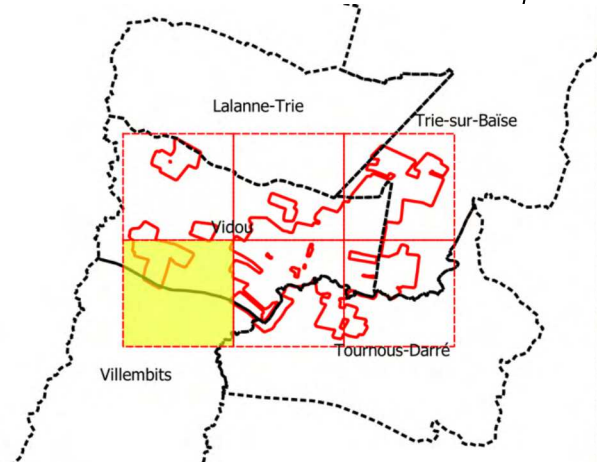 Lalanne-Trie
Trie-sur-Baïse
Vidou
Tournous-Darré
Villembits